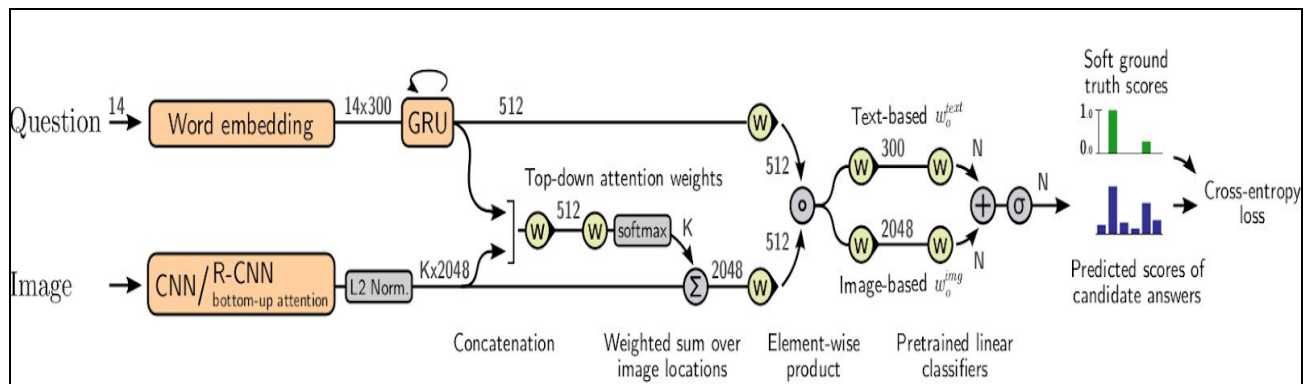 Soft ground
truth scores
1.0
0.0
Question
14
Word embedding
14x300
GRU
512
W
512
Text-based w_o^text
W
300
W
N
Top-down attention weights
W
512
W
softmax
K
+
σ
N
Cross-entropy
loss
Image
CNN/R-CNN
bottom-up attention
L2 Norm.
Kx2048
Σ
2048
W
512
W
2048
W
N
Image-based w_o^img
Predicted scores of
candidate answers
Concatenation
Weighted sum over
image locations
Element-wise
product
Pretrained linear
classifiers